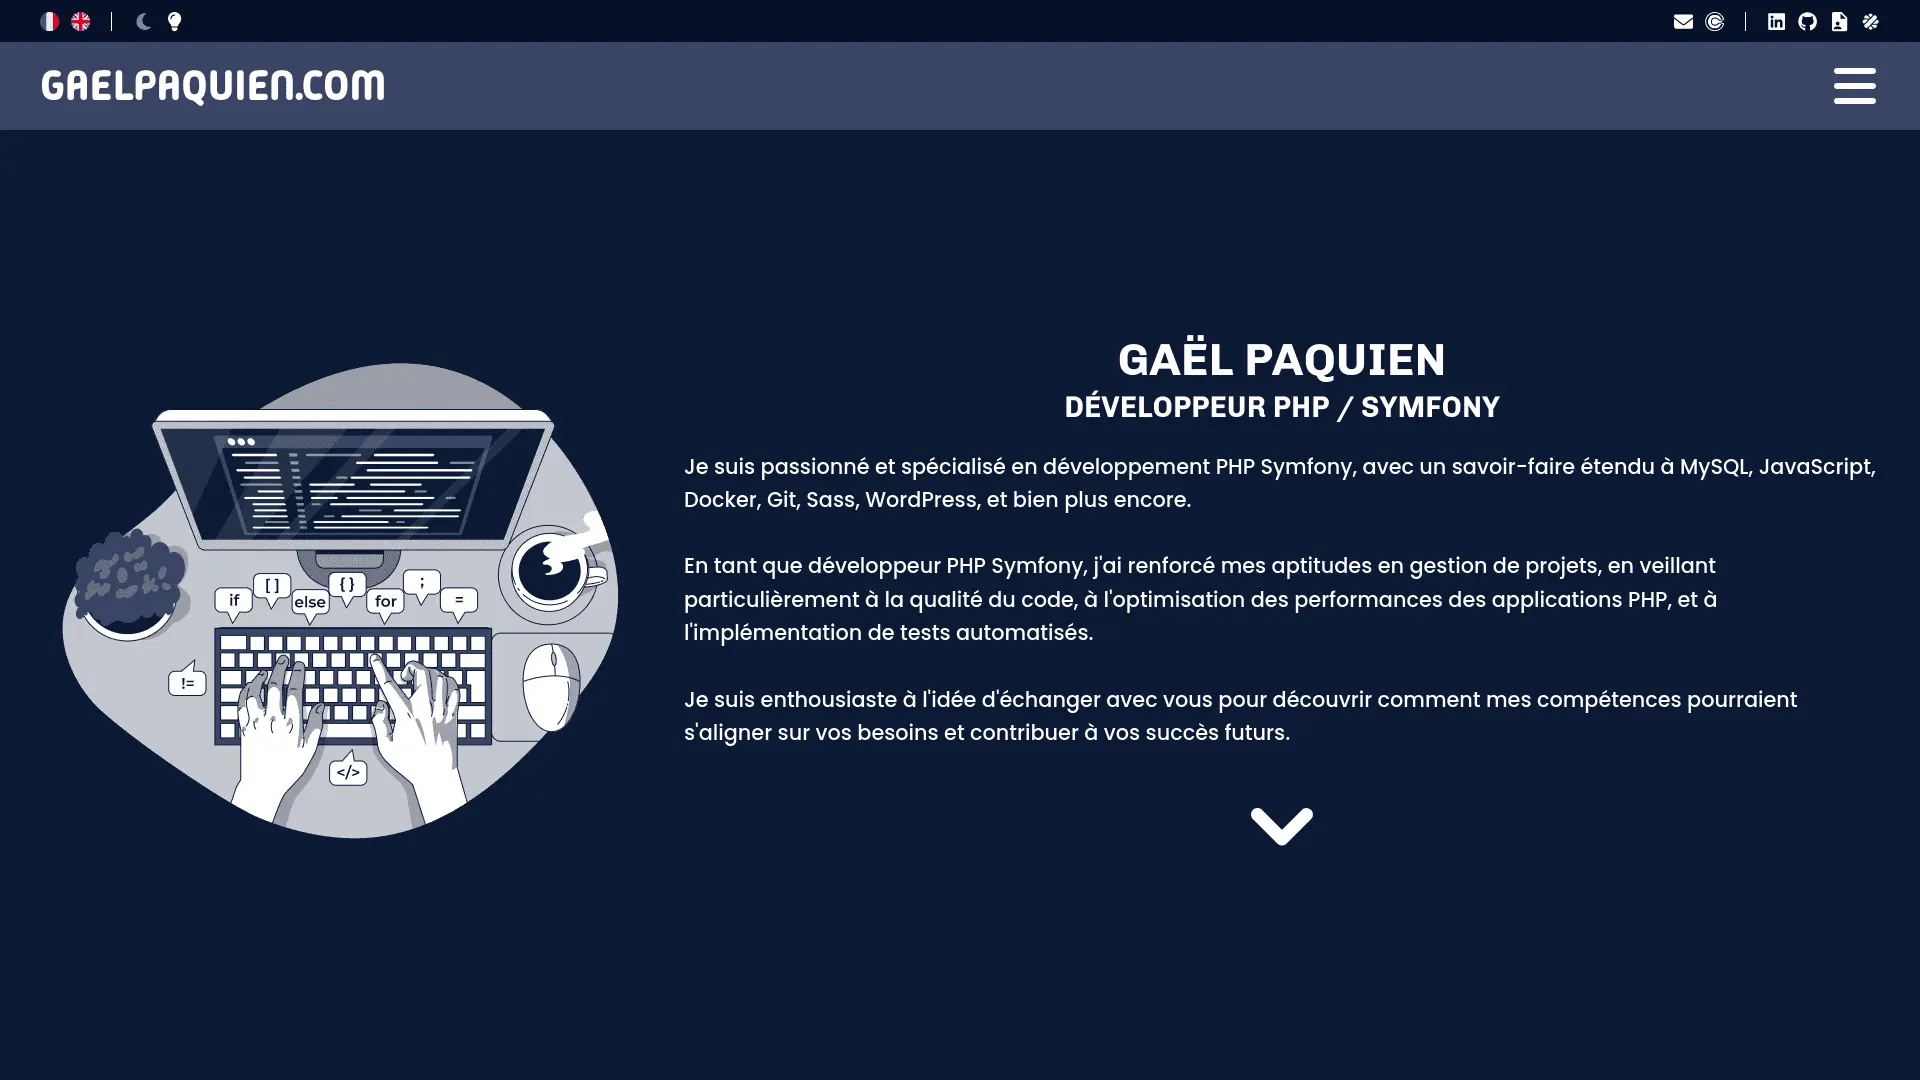 GAELPAQUIEN.COM
GAËL PAQUIEN
DÉVELOPPEUR PHP / SYMFONY
Je suis passionné et spécialisé en développement PHP Symfony, avec un savoir-faire étendu à MySQL, JavaScript,
Docker, Git, Sass, WordPress, et bien plus encore.
En tant que développeur PHP Symfony, j'ai renforcé mes aptitudes en gestion de projets, en veillant
particulièrement à la qualité du code, à l'optimisation des performances des applications PHP, et à
l'implémentation de tests automatisés.
Je suis enthousiaste à l'idée d'échanger avec vous pour découvrir comment mes compétences pourraient
s'aligner sur vos besoins et contribuer à vos succès futurs.
if [ ] else { } for ; =
!=
</>